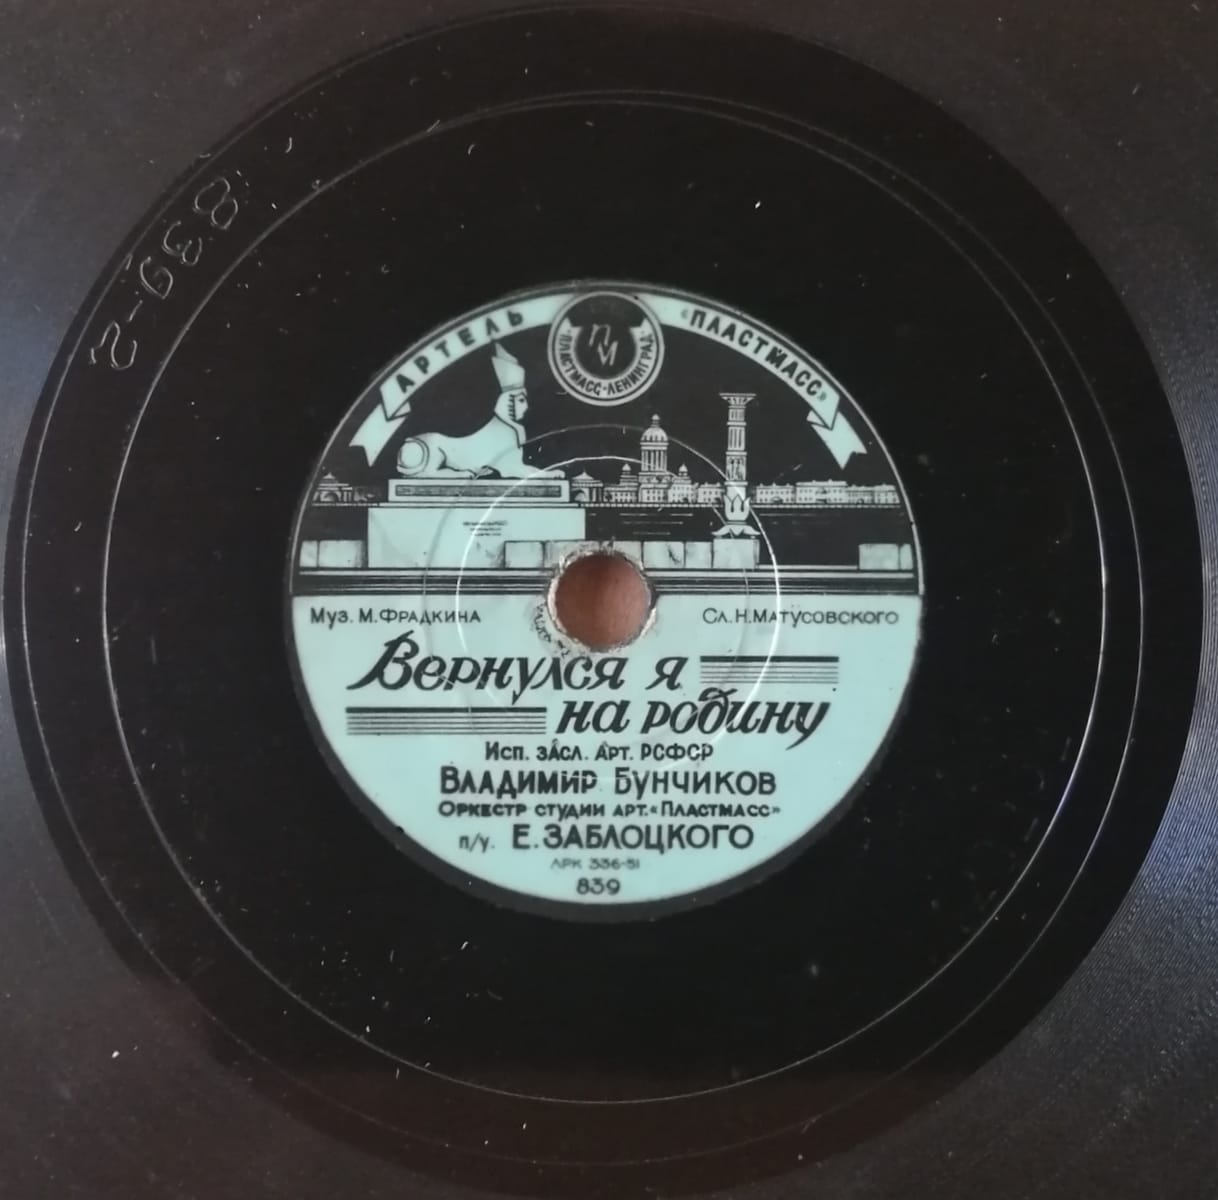 АРТЕЛЬ «ПЛАСТМАСС»
ПМ
ПЛАСТМАСС-ЛЕНИНГРАД
Муз. М. ФРАДКИНА
Сл. Н. МАТУСОВСКОГО
Вернулся я
на родину
Исп. засл. арт. РСФСР
ВЛАДИМИР БУНЧИКОВ
Оркестр студии арт. «Пластмасс»
п/у. Е. ЗАБЛОЦКОГО
ЛРК 336-51
839
839-2